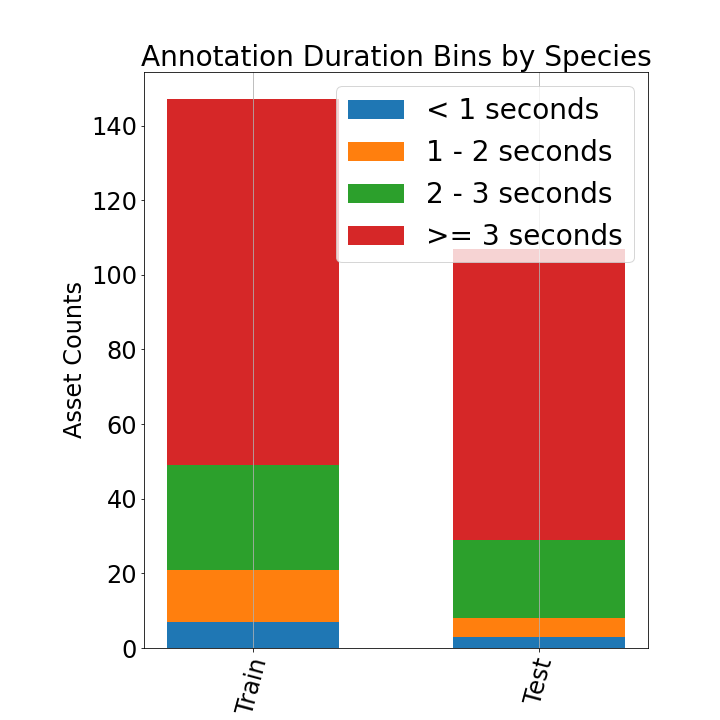 Annotation Duration Bins by Species
< 1 seconds
1 - 2 seconds
2 - 3 seconds
>= 3 seconds
Asset Counts
140
120
100
80
60
40
20
0
Train
Test